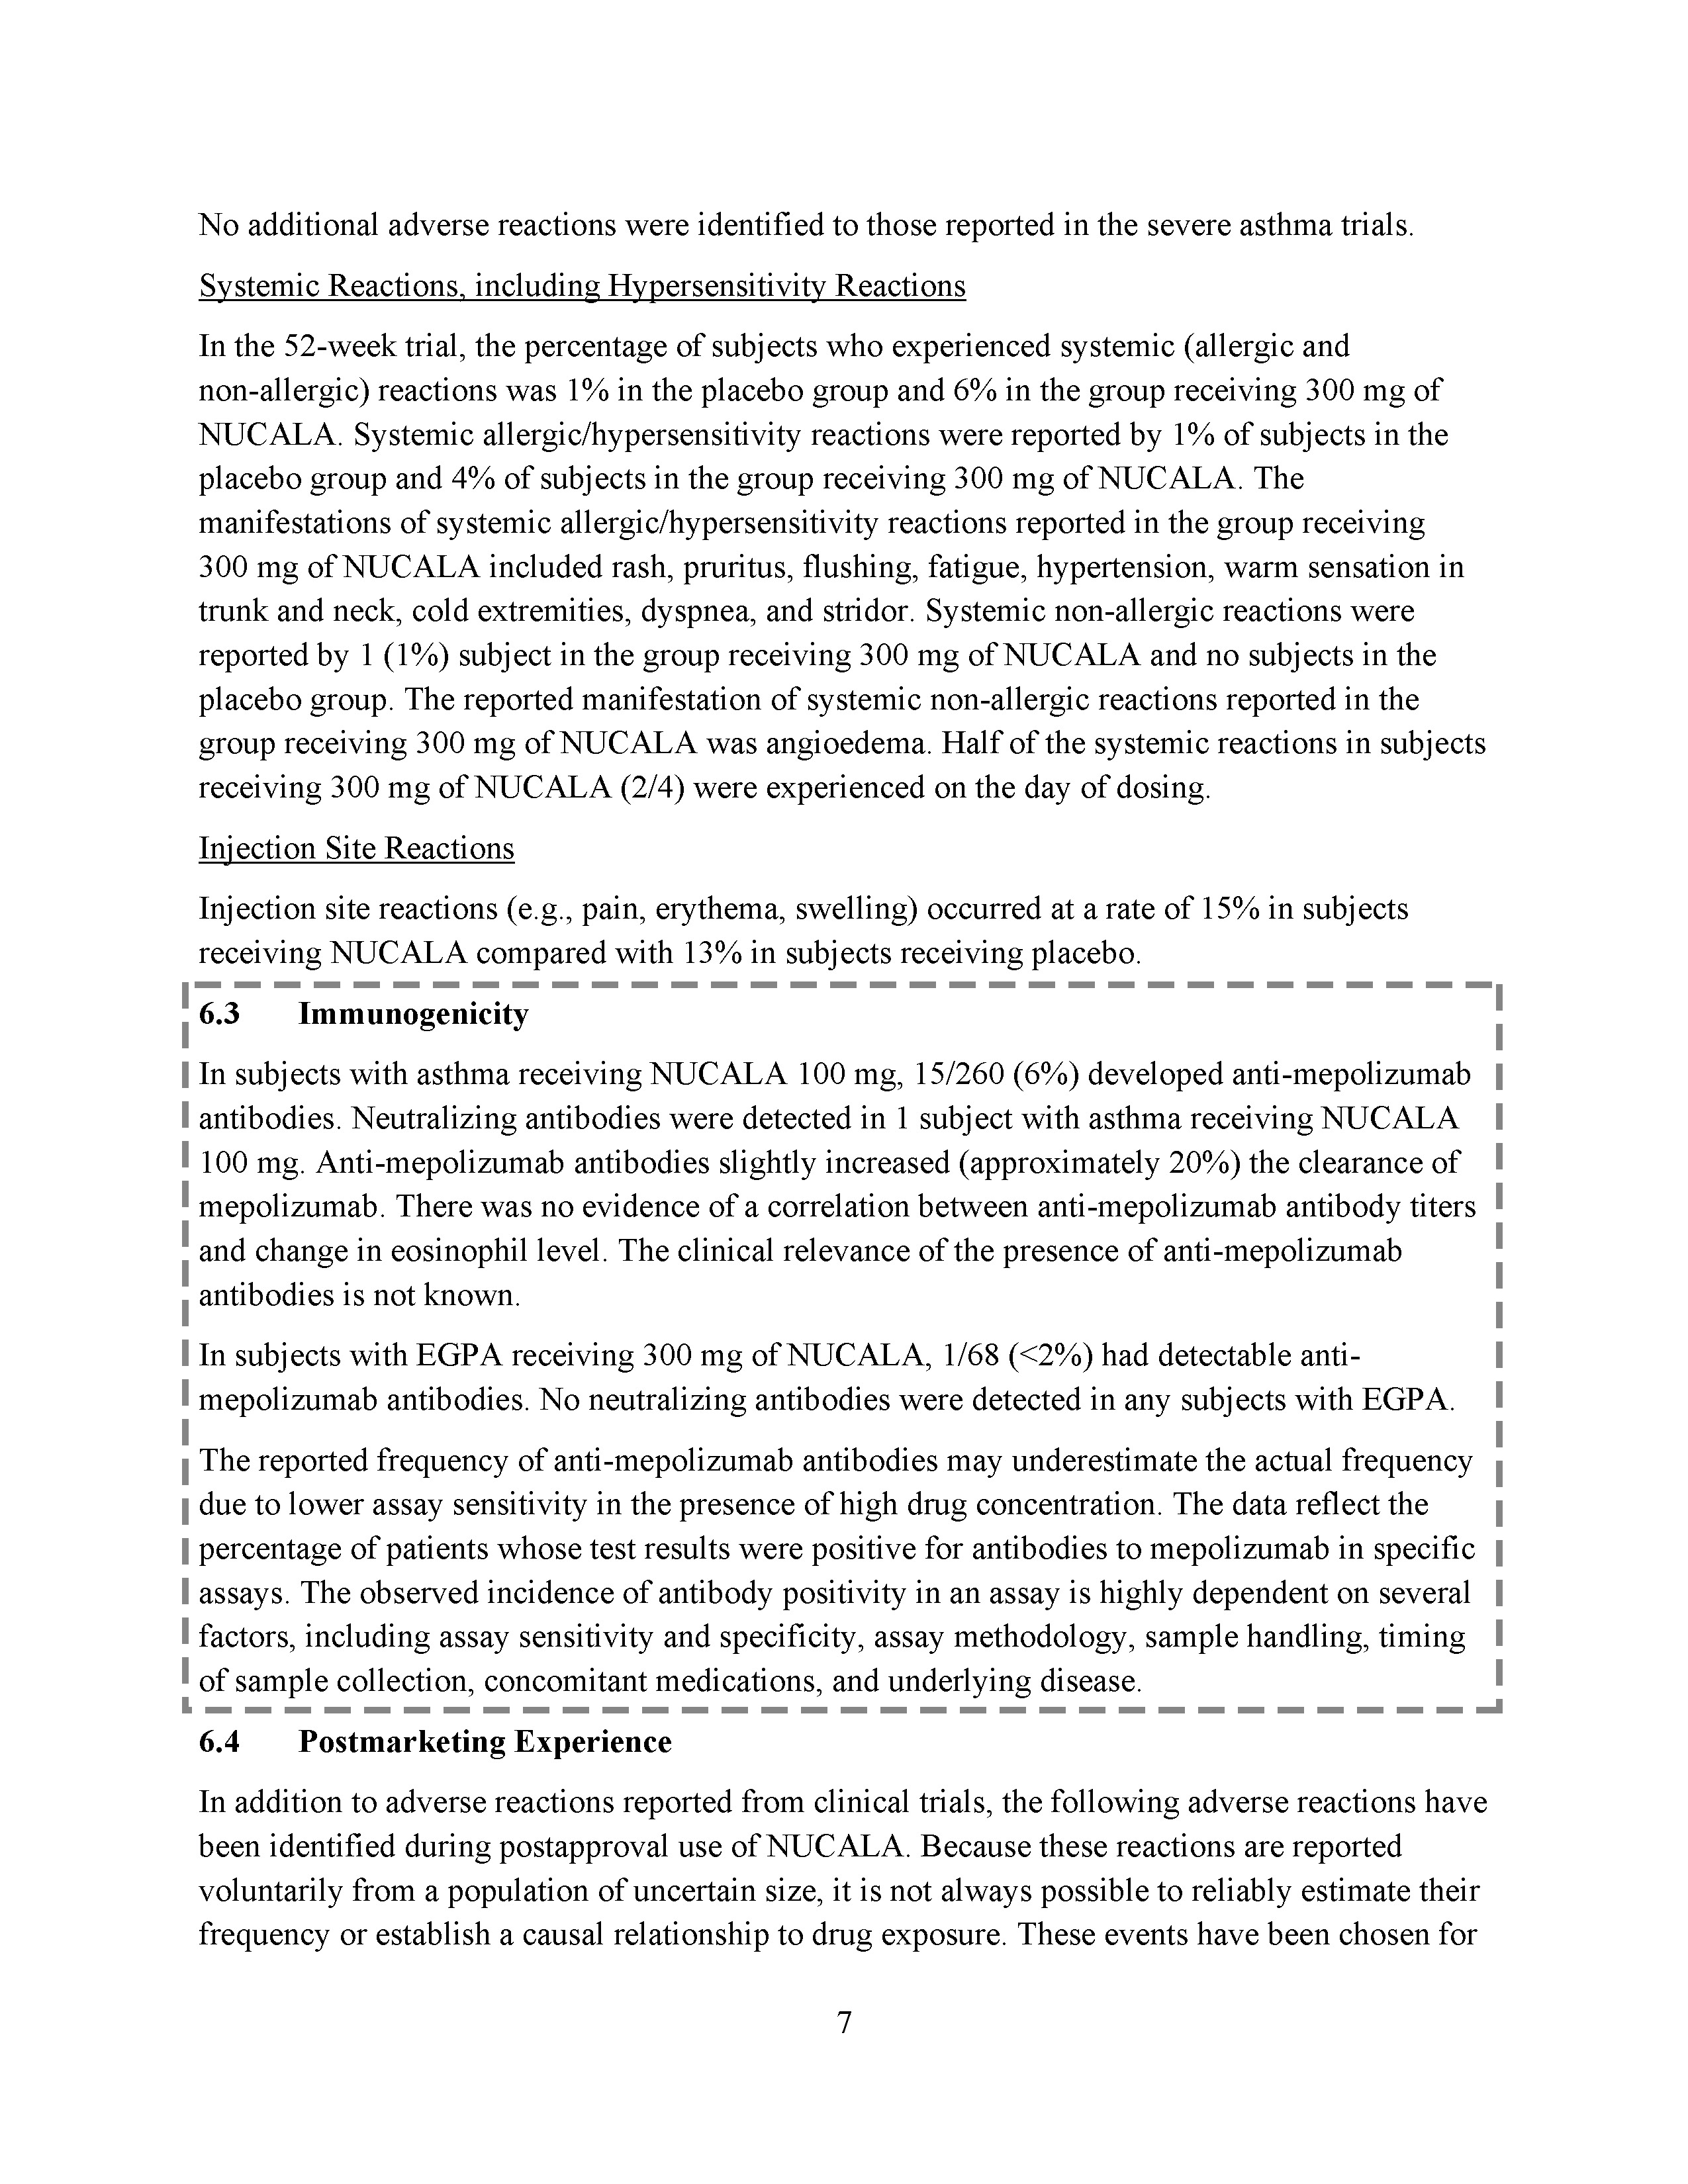 No additional adverse reactions were identified to those reported in the severe asthma trials.
Systemic Reactions, including Hypersensitivity Reactions
In the 52-week trial, the percentage of subjects who experienced systemic (allergic and
non-allergic) reactions was 1% in the placebo group and 6% in the group receiving 300 mg of
NUCALA. Systemic allergic/hypersensitivity reactions were reported by 1% of subjects in the
placebo group and 4% of subjects in the group receiving 300 mg of NUCALA. The
manifestations of systemic allergic/hypersensitivity reactions reported in the group receiving
300 mg of NUCALA included rash, pruritus, flushing, fatigue, hypertension, warm sensation in
trunk and neck, cold extremities, dyspnea, and stridor. Systemic non-allergic reactions were
reported by 1 (1%) subject in the group receiving 300 mg of NUCALA and no subjects in the
placebo group. The reported manifestation of systemic non-allergic reactions reported in the
group receiving 300 mg of NUCALA was angioedema. Half of the systemic reactions in subjects
receiving 300 mg of NUCALA (2/4) were experienced on the day of dosing.
Injection Site Reactions
Injection site reactions (e.g., pain, erythema, swelling) occurred at a rate of 15% in subjects
receiving NUCALA compared with 13% in subjects receiving placebo.
6.3 Immunogenicity
In subjects with asthma receiving NUCALA 100 mg, 15/260 (6%) developed anti-mepolizumab
antibodies. Neutralizing antibodies were detected in 1 subject with asthma receiving NUCALA
100 mg. Anti-mepolizumab antibodies slightly increased (approximately 20%) the clearance of
mepolizumab. There was no evidence of a correlation between anti-mepolizumab antibody titers
and change in eosinophil level. The clinical relevance of the presence of anti-mepolizumab
antibodies is not known.
In subjects with EGPA receiving 300 mg of NUCALA, 1/68 (<2%) had detectable anti-
mepolizumab antibodies. No neutralizing antibodies were detected in any subjects with EGPA.
The reported frequency of anti-mepolizumab antibodies may underestimate the actual frequency
due to lower assay sensitivity in the presence of high drug concentration. The data reflect the
percentage of patients whose test results were positive for antibodies to mepolizumab in specific
assays. The observed incidence of antibody positivity in an assay is highly dependent on several
factors, including assay sensitivity and specificity, assay methodology, sample handling, timing
of sample collection, concomitant medications, and underlying disease.
6.4 Postmarketing Experience
In addition to adverse reactions reported from clinical trials, the following adverse reactions have
been identified during postapproval use of NUCALA. Because these reactions are reported
voluntarily from a population of uncertain size, it is not always possible to reliably estimate their
frequency or establish a causal relationship to drug exposure. These events have been chosen for
7